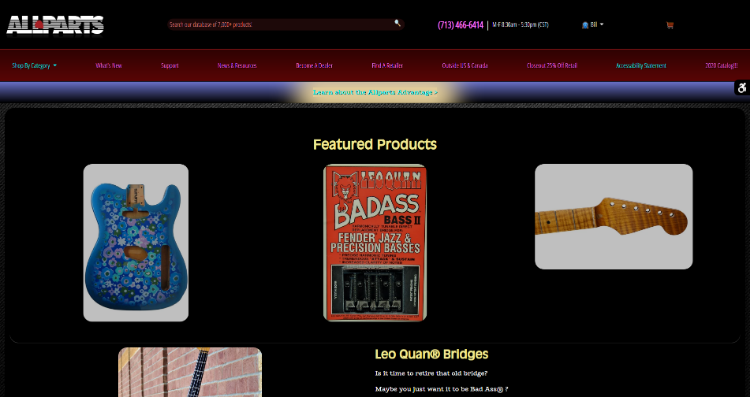 ALLPARTS
Search our database of 7,000+ products
(713) 466-6414 | M-F 8:30am - 5:30pm (CST)
Bill
Shop By Category
What's New
Support
News & Resources
Become A Dealer
Find A Retailer
Outside US & Canada
Closeout 25% Off Retail
Accessibility Statement
Learn about the Allparts Advantage >
Featured Products
LEO QUAN
BADASS
BASS II
FENDER JAZZ &
PRECISION BASSES
Leo Quan® Bridges
Is it time to retire that old bridge?
Maybe you just want it to be Bad Ass® ?